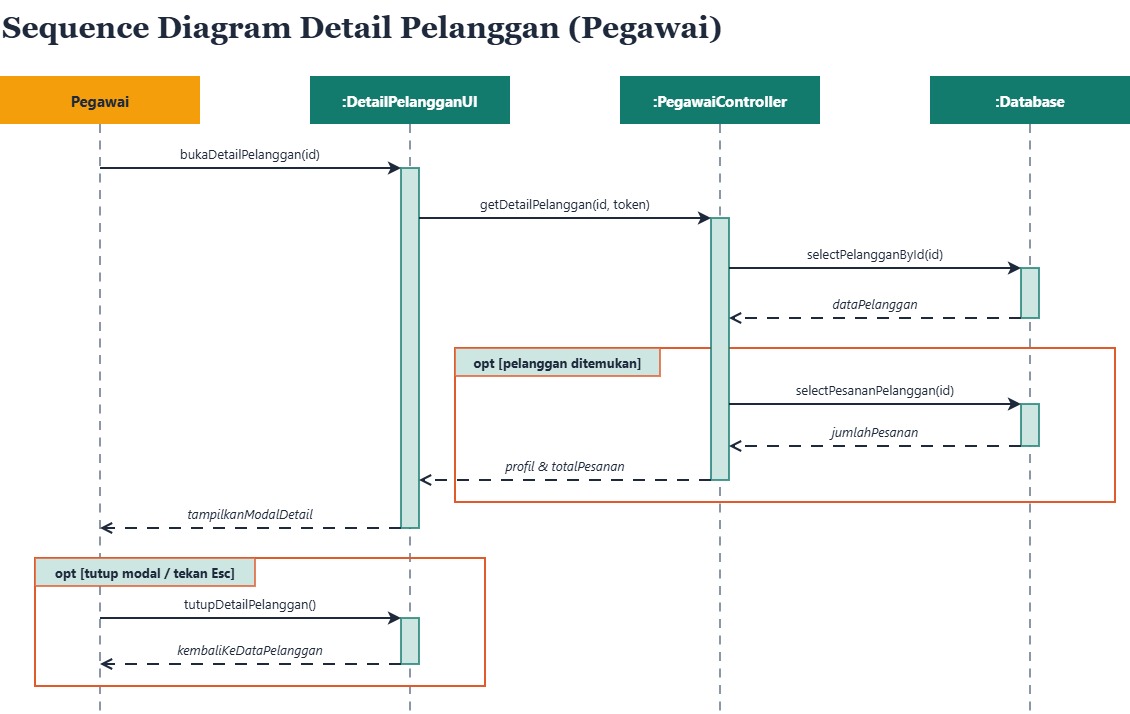 Sequence Diagram Detail Pelanggan (Pegawai)
Pegawai
:DetailPelangganUI
:PegawaiController
:Database
bukaDetailPelanggan(id)
getDetailPelanggan(id, token)
selectPelangganById(id)
dataPelanggan
opt [pelanggan ditemukan]
selectPesananPelanggan(id)
jumlahPesanan
profil & totalPesanan
tampilkanModalDetail
opt [tutup modal / tekan Esc]
tutupDetailPelanggan()
kembaliKeDataPelanggan